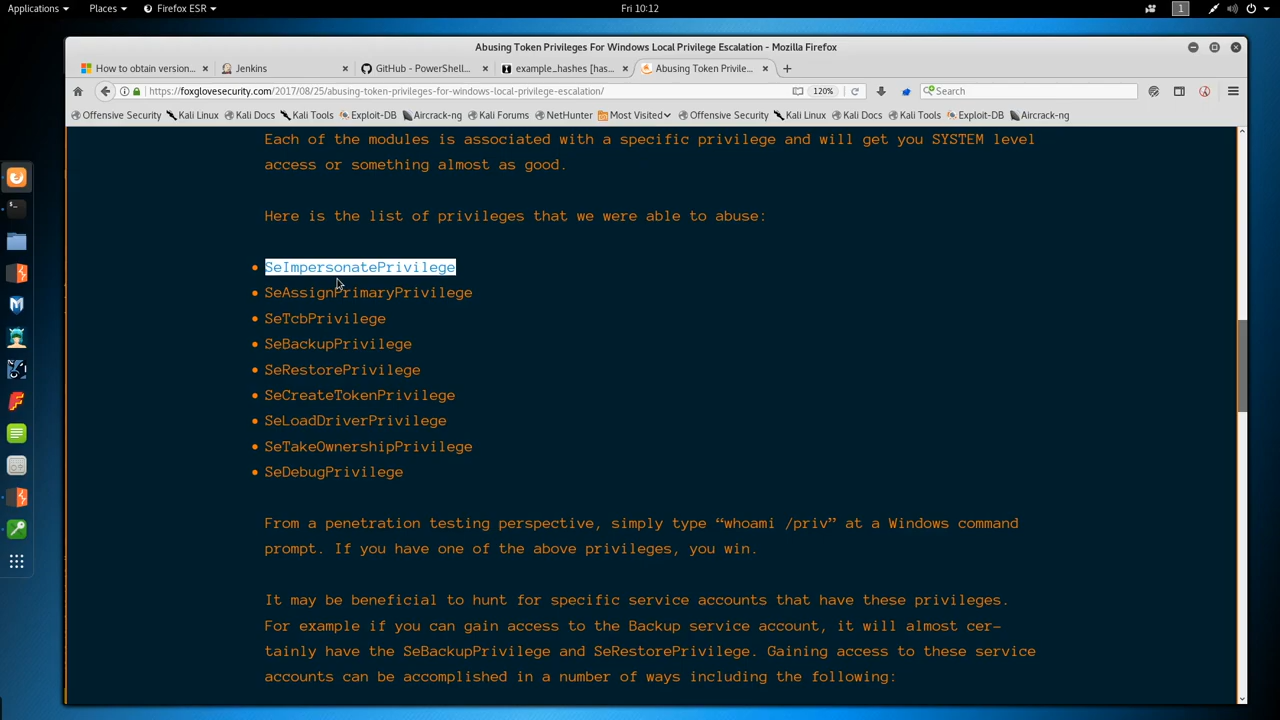 Applications
Places
Firefox ESR
Fri 10:12
1
Abusing Token Privileges For Windows Local Privilege Escalation - Mozilla Firefox
How to obtain version...
Jenkins
GitHub - PowerShell...
example_hashes [has...
Abusing Token Privile...
https://foxglovesecurity.com/2017/08/25/abusing-token-privileges-for-windows-local-privilege-escalation/
120%
Search
Offensive Security
Kali Linux
Kali Docs
Kali Tools
Exploit-DB
Aircrack-ng
Kali Forums
NetHunter
Most Visited
Offensive Security
Kali Linux
Kali Docs
Kali Tools
Exploit-DB
Aircrack-ng
Each of the modules is associated with a specific privilege and will get you SYSTEM level
access or something almost as good.
Here is the list of privileges that we were able to abuse:
• SeImpersonatePrivilege
• SeAssignPrimaryPrivilege
• SeTcbPrivilege
• SeBackupPrivilege
• SeRestorePrivilege
• SeCreateTokenPrivilege
• SeLoadDriverPrivilege
• SeTakeOwnershipPrivilege
• SeDebugPrivilege
From a penetration testing perspective, simply type “whoami /priv” at a Windows command
prompt. If you have one of the above privileges, you win.
It may be beneficial to hunt for specific service accounts that have these privileges.
For example if you can gain access to the Backup service account, it will almost cer-
tainly have the SeBackupPrivilege and SeRestorePrivilege. Gaining access to these service
accounts can be accomplished in a number of ways including the following: